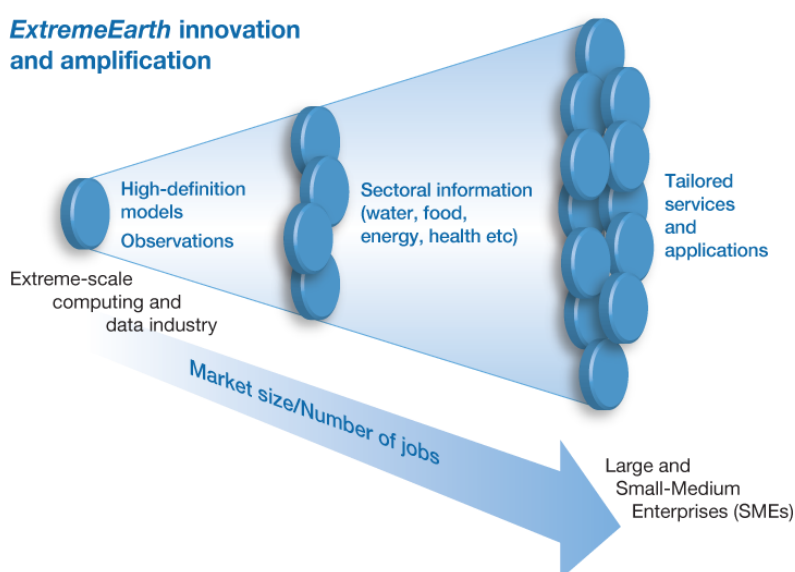 ExtremeEarth innovation
and amplification
High-definition
models
Observations
Extreme-scale
computing and
data industry
Sectoral information
(water, food,
energy, health etc)
Tailored
services
and
applications
Market size/Number of jobs
Large and
Small-Medium
Enterprises (SMEs)